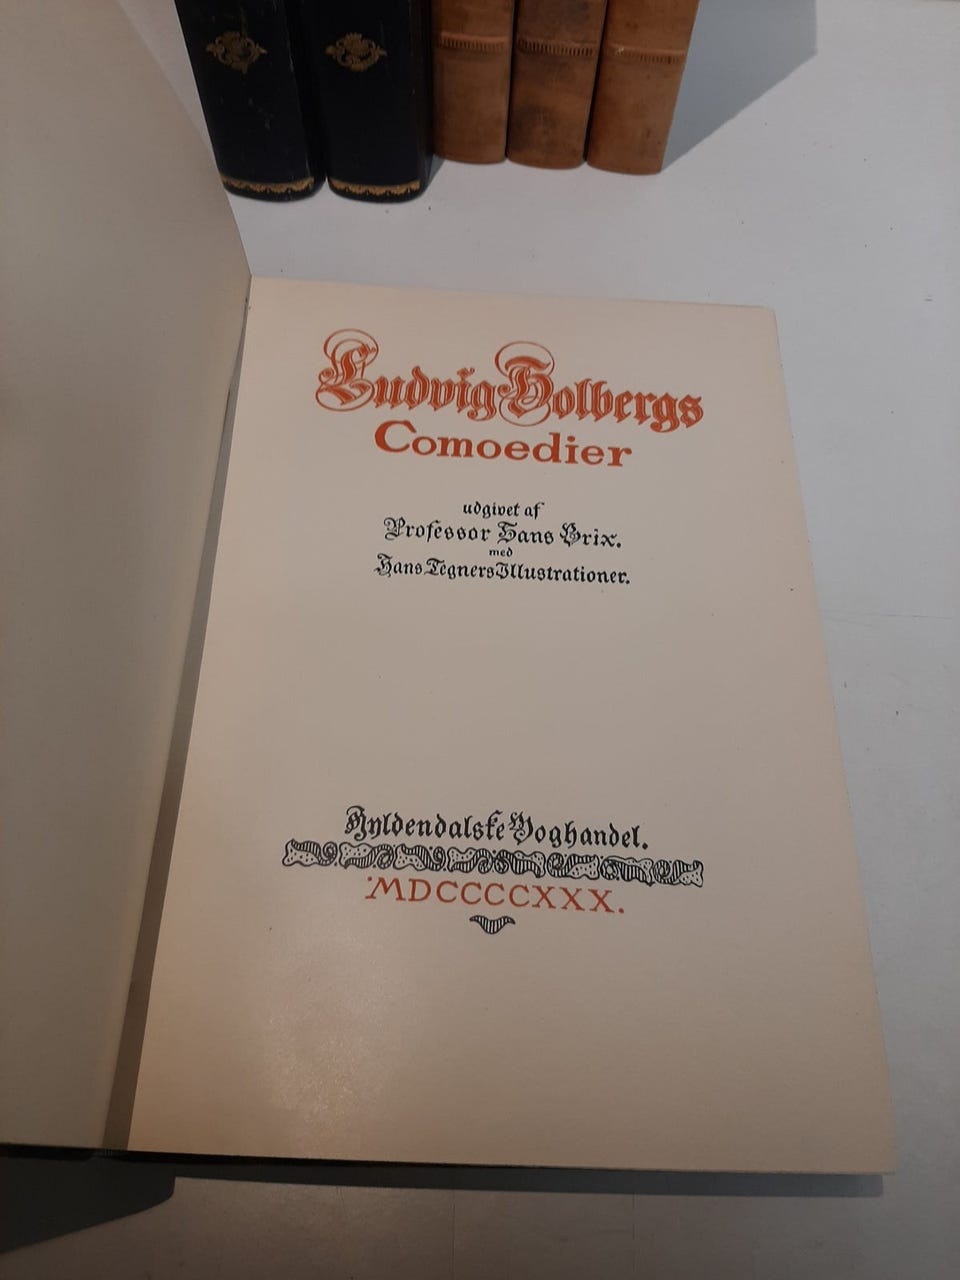 Ludvig Holbergs
Comoedier
udgivet af
Professor Hans Brix.
med
Hans Tegners Illustrationer.
Gyldendalske Boghandel.
MDCCCCXXX.